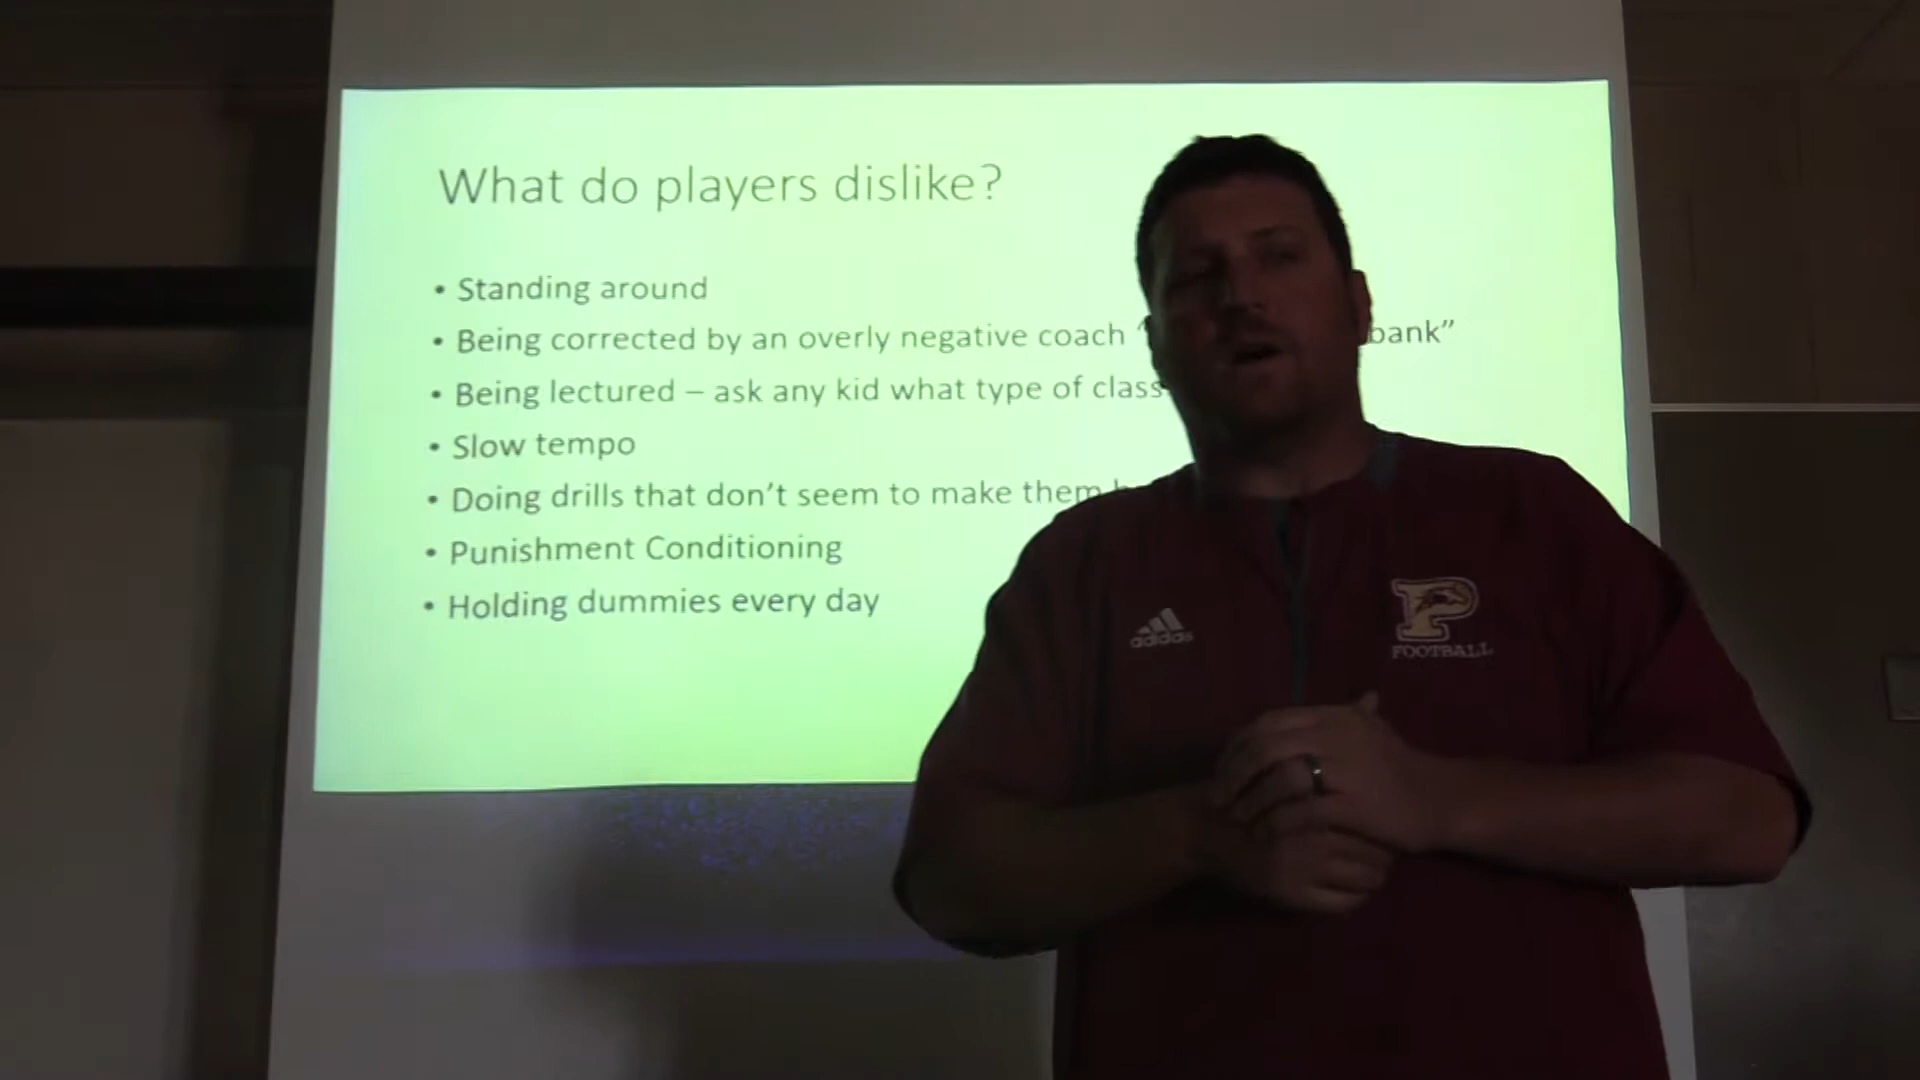 What do players dislike?
• Standing around
• Being corrected by an overly negative coach bank”
• Being lectured – ask any kid what type of class
• Slow tempo
• Doing drills that don’t seem to make them
• Punishment Conditioning
• Holding dummies every day
adidas
P
FOOTBALL